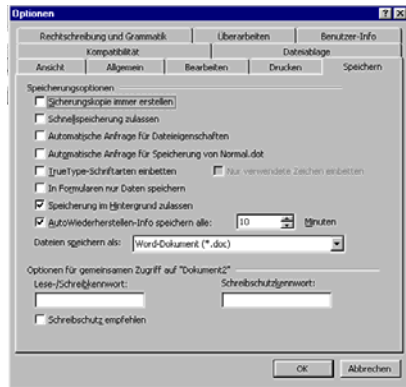 Optionen
Rechtschreibung und Grammatik Überarbeiten Benutzer-Info
Kompatibilität Dateiablage
Ansicht Allgemein Bearbeiten Drucken Speichern
Speicherungsoptionen
Sicherungskopie immer erstellen
Schnellspeicherung zulassen
Automatische Anfrage für Dateieigenschaften
Automatische Anfrage für Speicherung von Normal.dot
TrueType-Schriftarten einbetten Nur verwendete Zeichen einbetten
In Formularen nur Daten speichern
Speicherung im Hintergrund zulassen
AutoWiederherstellen-Info speichern alle: 10 Minuten
Dateien speichern als: Word-Dokument (*.doc)
Optionen für gemeinsamen Zugriff auf "Dokument2"
Lese-/Schreibkennwort: Schreibschutzkennwort:
Schreibschutz empfehlen
OK Abbrechen